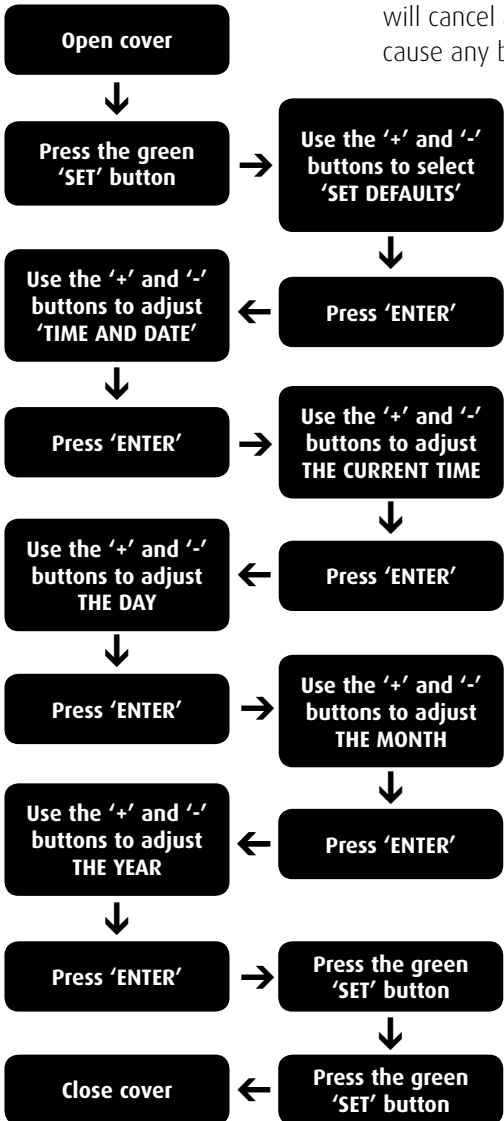 will cancel
cause any
Open cover
Press the green
‘SET’ button
Use the ‘+’ and ‘-’
buttons to select
‘SET DEFAULTS’
Press ‘ENTER’
Use the ‘+’ and ‘-’
buttons to adjust
‘TIME AND DATE’
Press ‘ENTER’
Use the ‘+’ and ‘-’
buttons to adjust
THE CURRENT TIME
Press ‘ENTER’
Use the ‘+’ and ‘-’
buttons to adjust
THE DAY
Press ‘ENTER’
Use the ‘+’ and ‘-’
buttons to adjust
THE MONTH
Press ‘ENTER’
Use the ‘+’ and ‘-’
buttons to adjust
THE YEAR
Press ‘ENTER’
Press the green
‘SET’ button
Press the green
‘SET’ button
Close cover